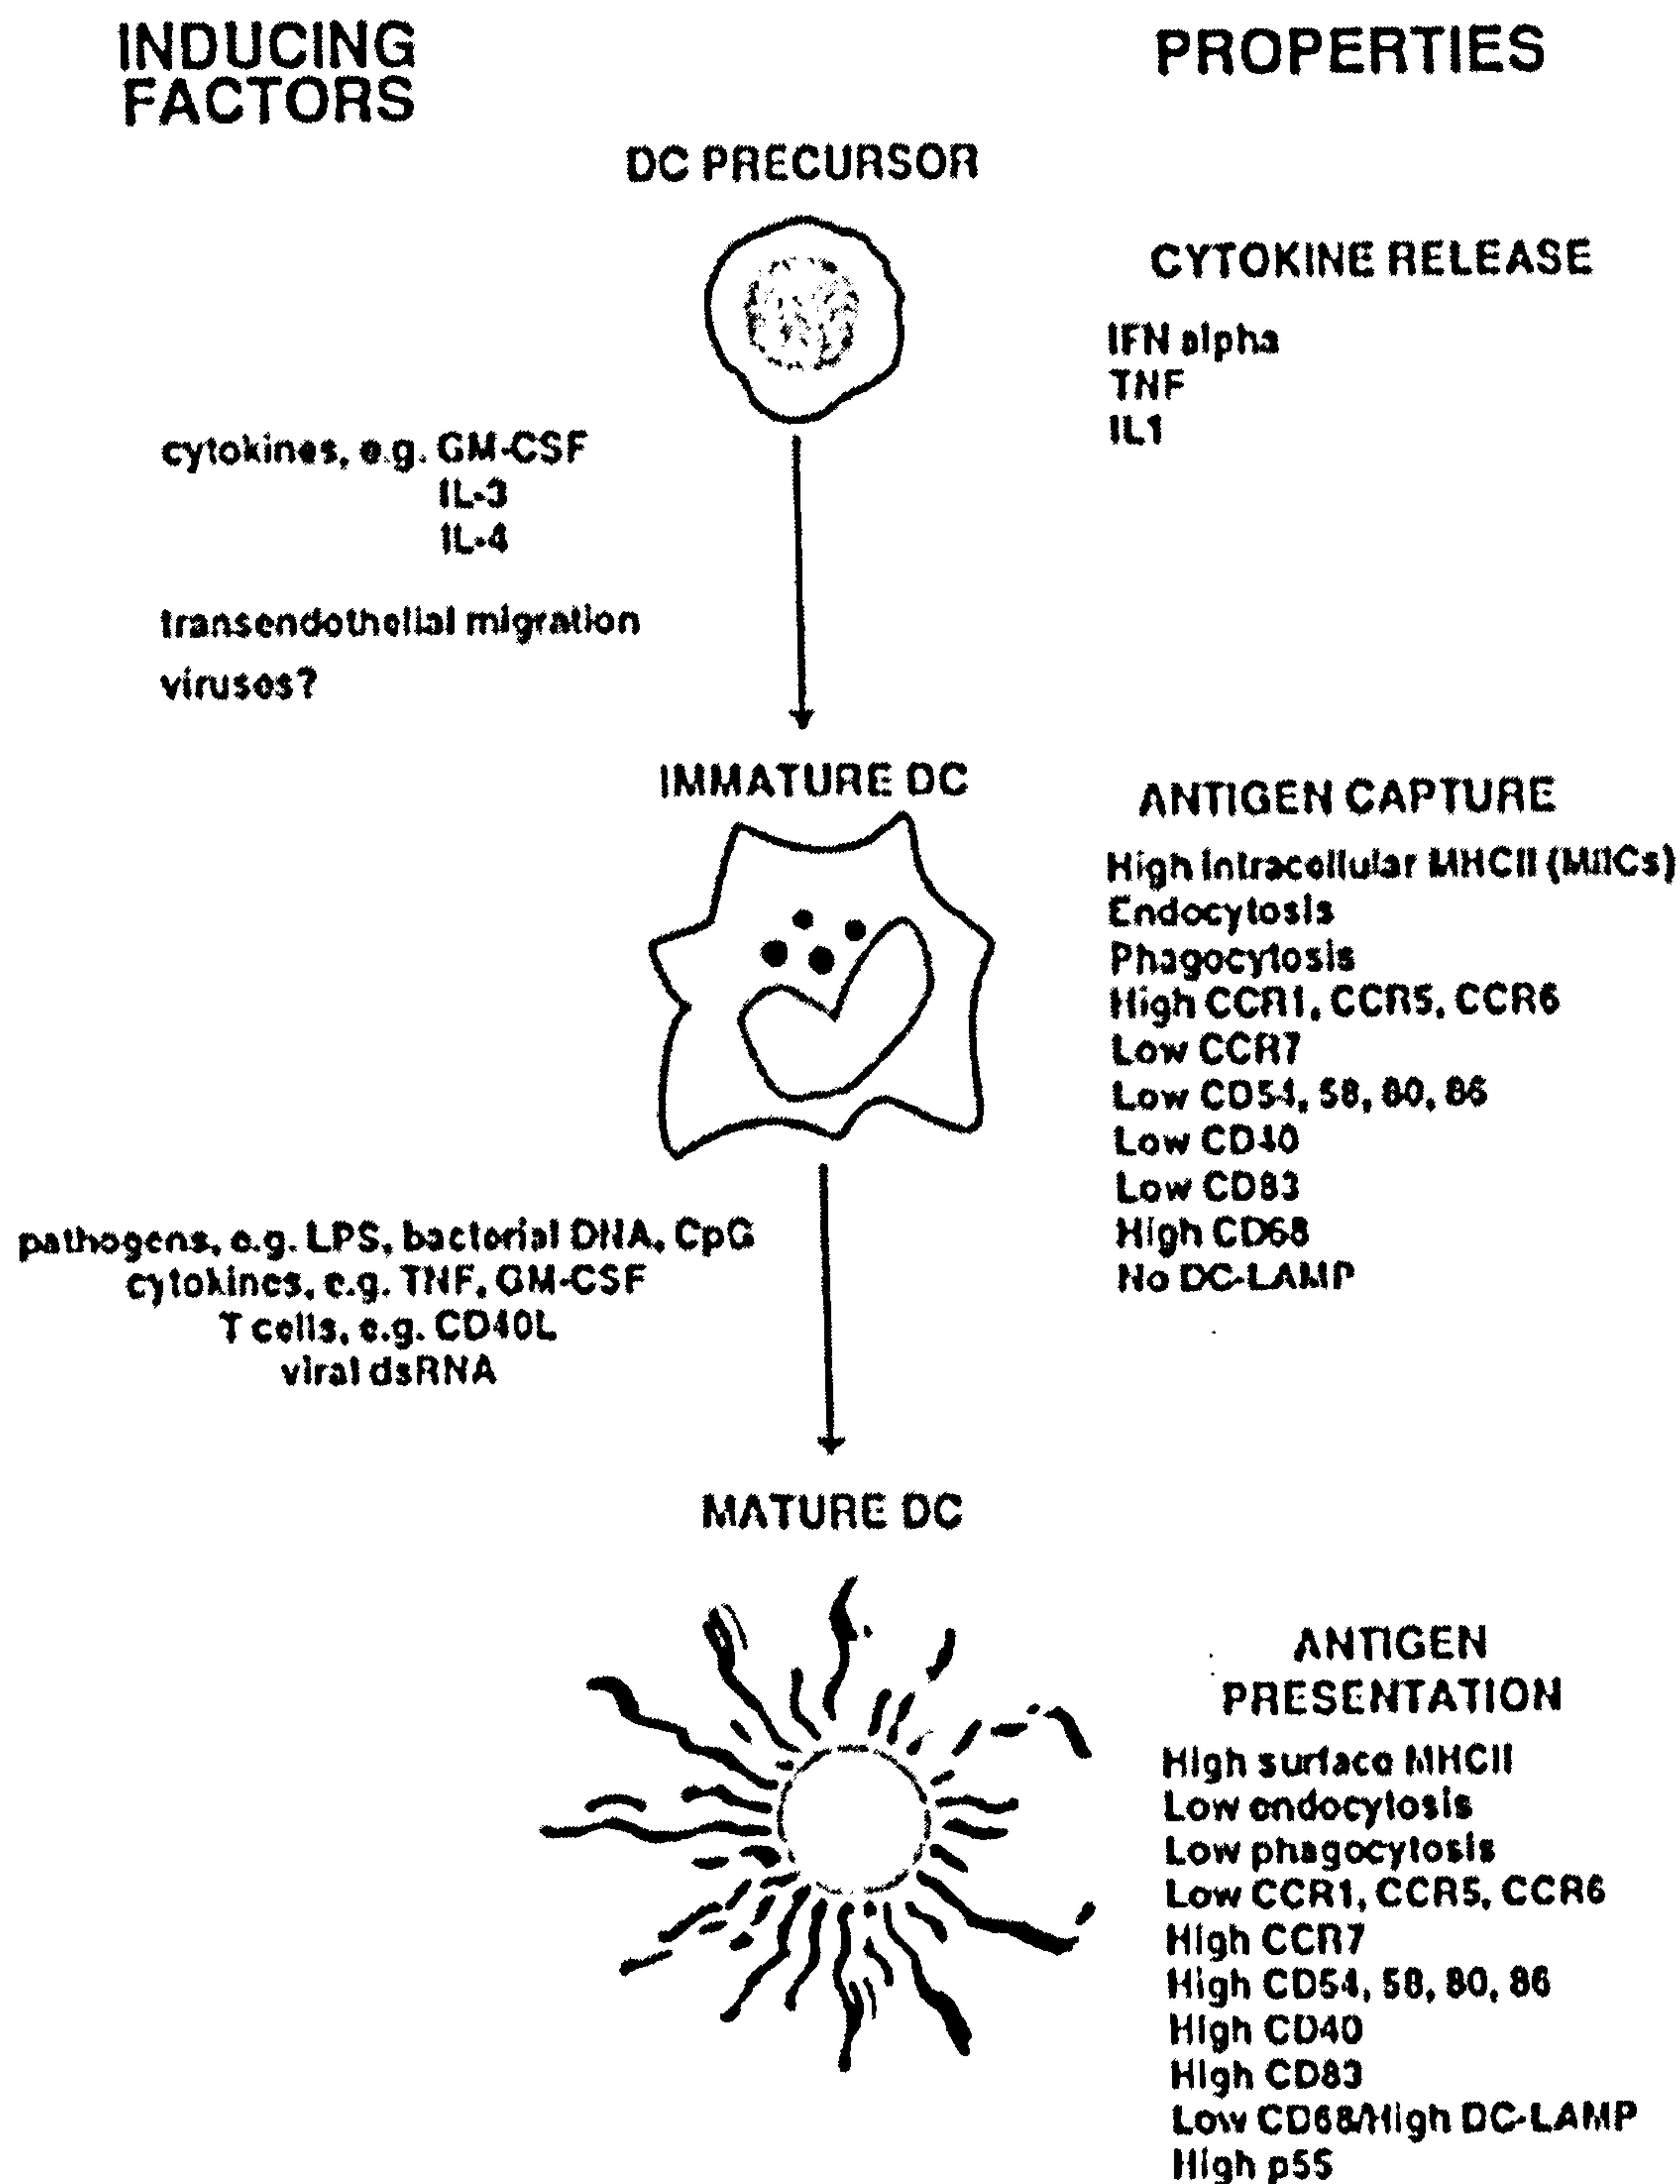 INDUCING
FACTORS
PROPERTIES
DC PRECURSOR
CYTOKINE RELEASE
IFN alpha
TNF
IL1
cytokines, e.g. GM-CSF
IL-3
IL-4
transendothelial migration
viruses?
IMMATURE DC
ANTIGEN CAPTURE
High intracellular MHCII (MIICs)
Endocytosis
Phagocytosis
High CCR1, CCR5, CCR6
Low CCR7
Low CD54, 58, 80, 86
Low CD40
Low CD83
High CD68
No DC-LAMP
pathogens, e.g. LPS, bacterial DNA, CpG
cytokines, e.g. TNF, GM-CSF
T cells, e.g. CD40L
viral dsRNA
MATURE DC
ANTIGEN
PRESENTATION
High surface MHCII
Low endocytosis
Low phagocytosis
Low CCR1, CCR5, CCR6
High CCR7
High CD54, 58, 80, 86
High CD40
High CD83
Low CD68/High DC-LAMP
High p55